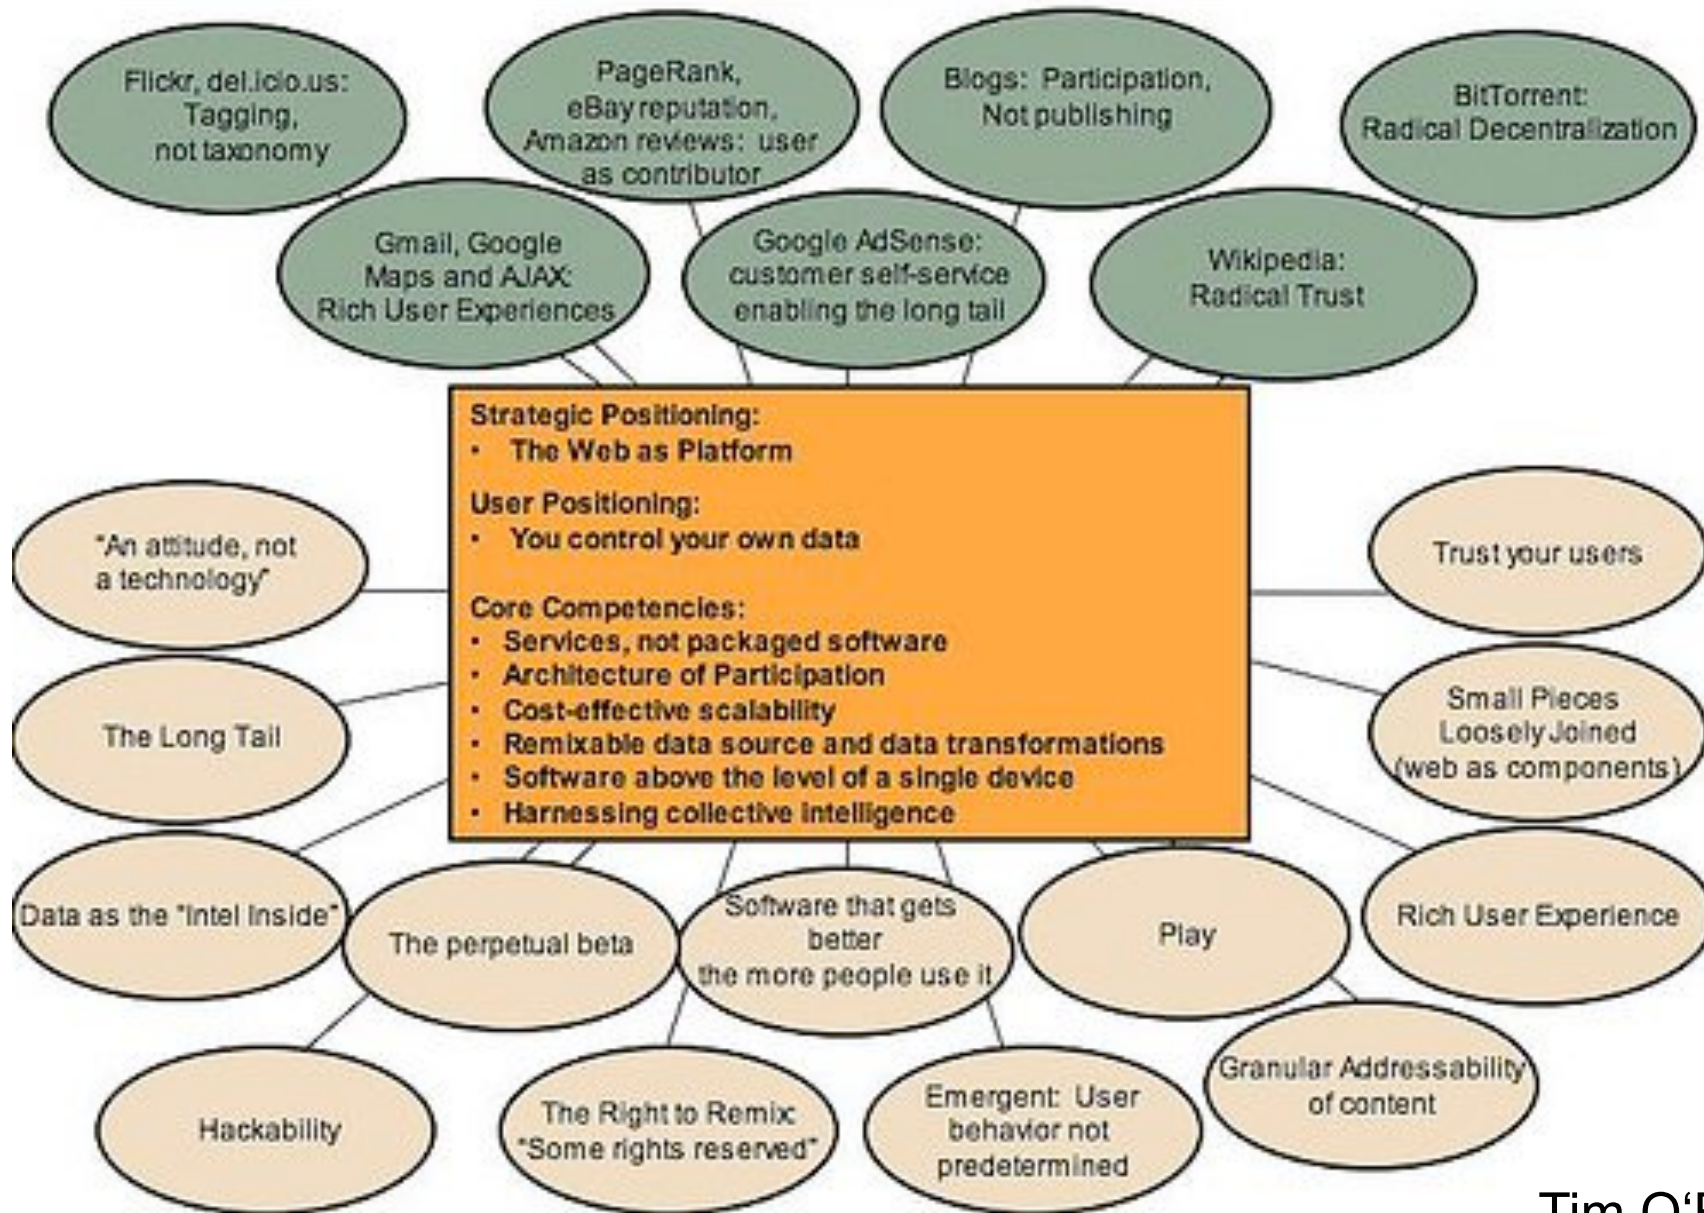 Flickr, del.icio.us:
Tagging,
not taxonomy
PageRank,
eBay reputation,
Amazon reviews: user
as contributor
Blogs: Participation,
Not publishing
BitTorrent:
Radical Decentralization
Gmail, Google
Maps and AJAX:
Rich User Experiences
Google AdSense:
customer self-service
enabling the long tail
Wikipedia:
Radical Trust
Strategic Positioning:
• The Web as Platform
User Positioning:
• You control your own data
Core Competencies:
• Services, not packaged software
• Architecture of Participation
• Cost-effective scalability
• Remixable data source and data transformations
• Software above the level of a single device
• Harnessing collective intelligence
"An attitude, not
a technology"
The Long Tail
Data as the "Intel Inside"
Trust your users
Small Pieces
Loosely Joined
(web as components)
Rich User Experience
The perpetual beta
Software that gets
better
the more people use it
Play
Hackability
The Right to Remix:
"Some rights reserved"
Emergent: User
behavior not
predetermined
Granular Addressability
of content
Tim